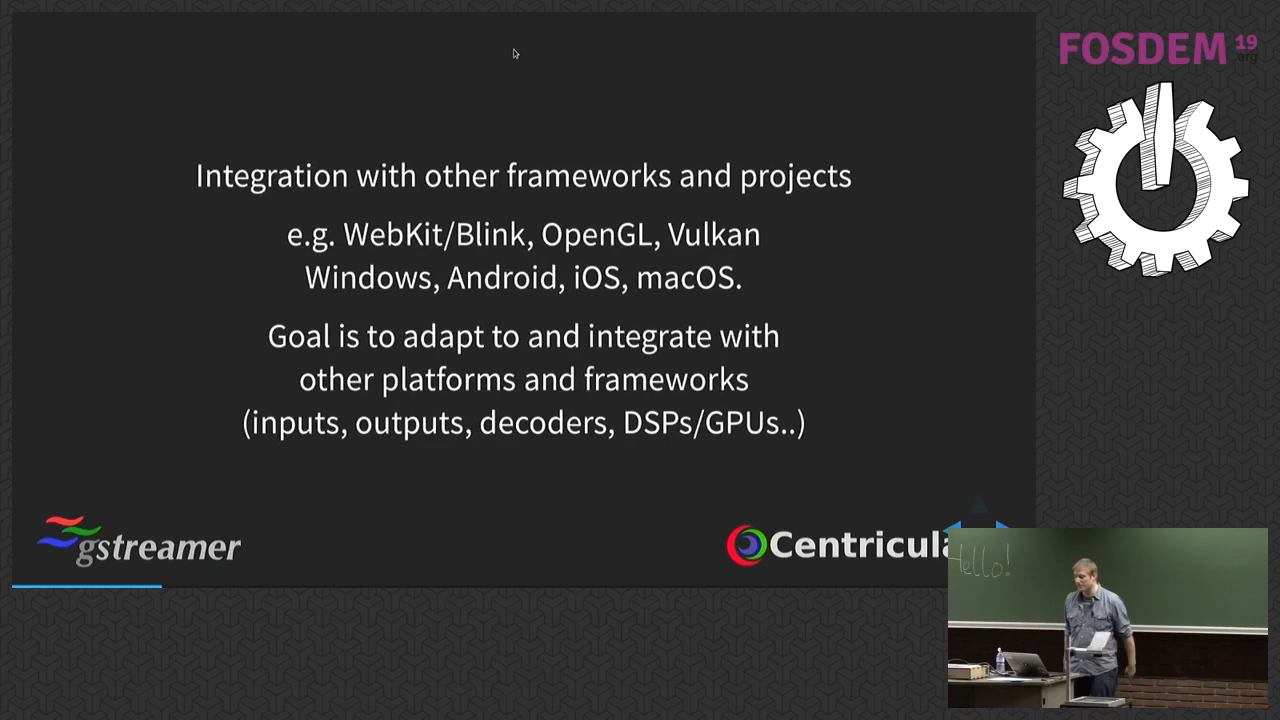 FOSDEM 19
.org
Integration with other frameworks and projects
e.g. WebKit/Blink, OpenGL, Vulkan
Windows, Android, iOS, macOS.
Goal is to adapt to and integrate with
other platforms and frameworks
(inputs, outputs, decoders, DSPs/GPUs..)
gstreamer
Centricula
Hello!